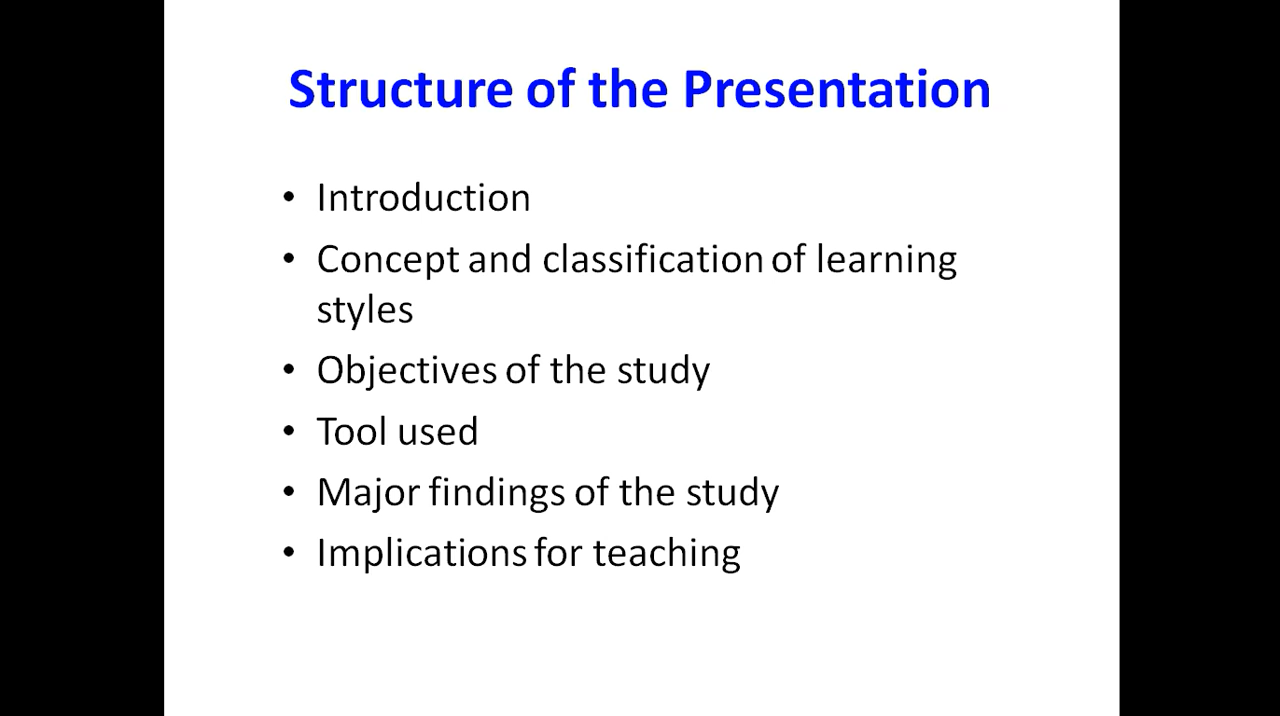 Structure of the Presentation
• Introduction
• Concept and classification of learning
styles
• Objectives of the study
• Tool used
• Major findings of the study
• Implications for teaching